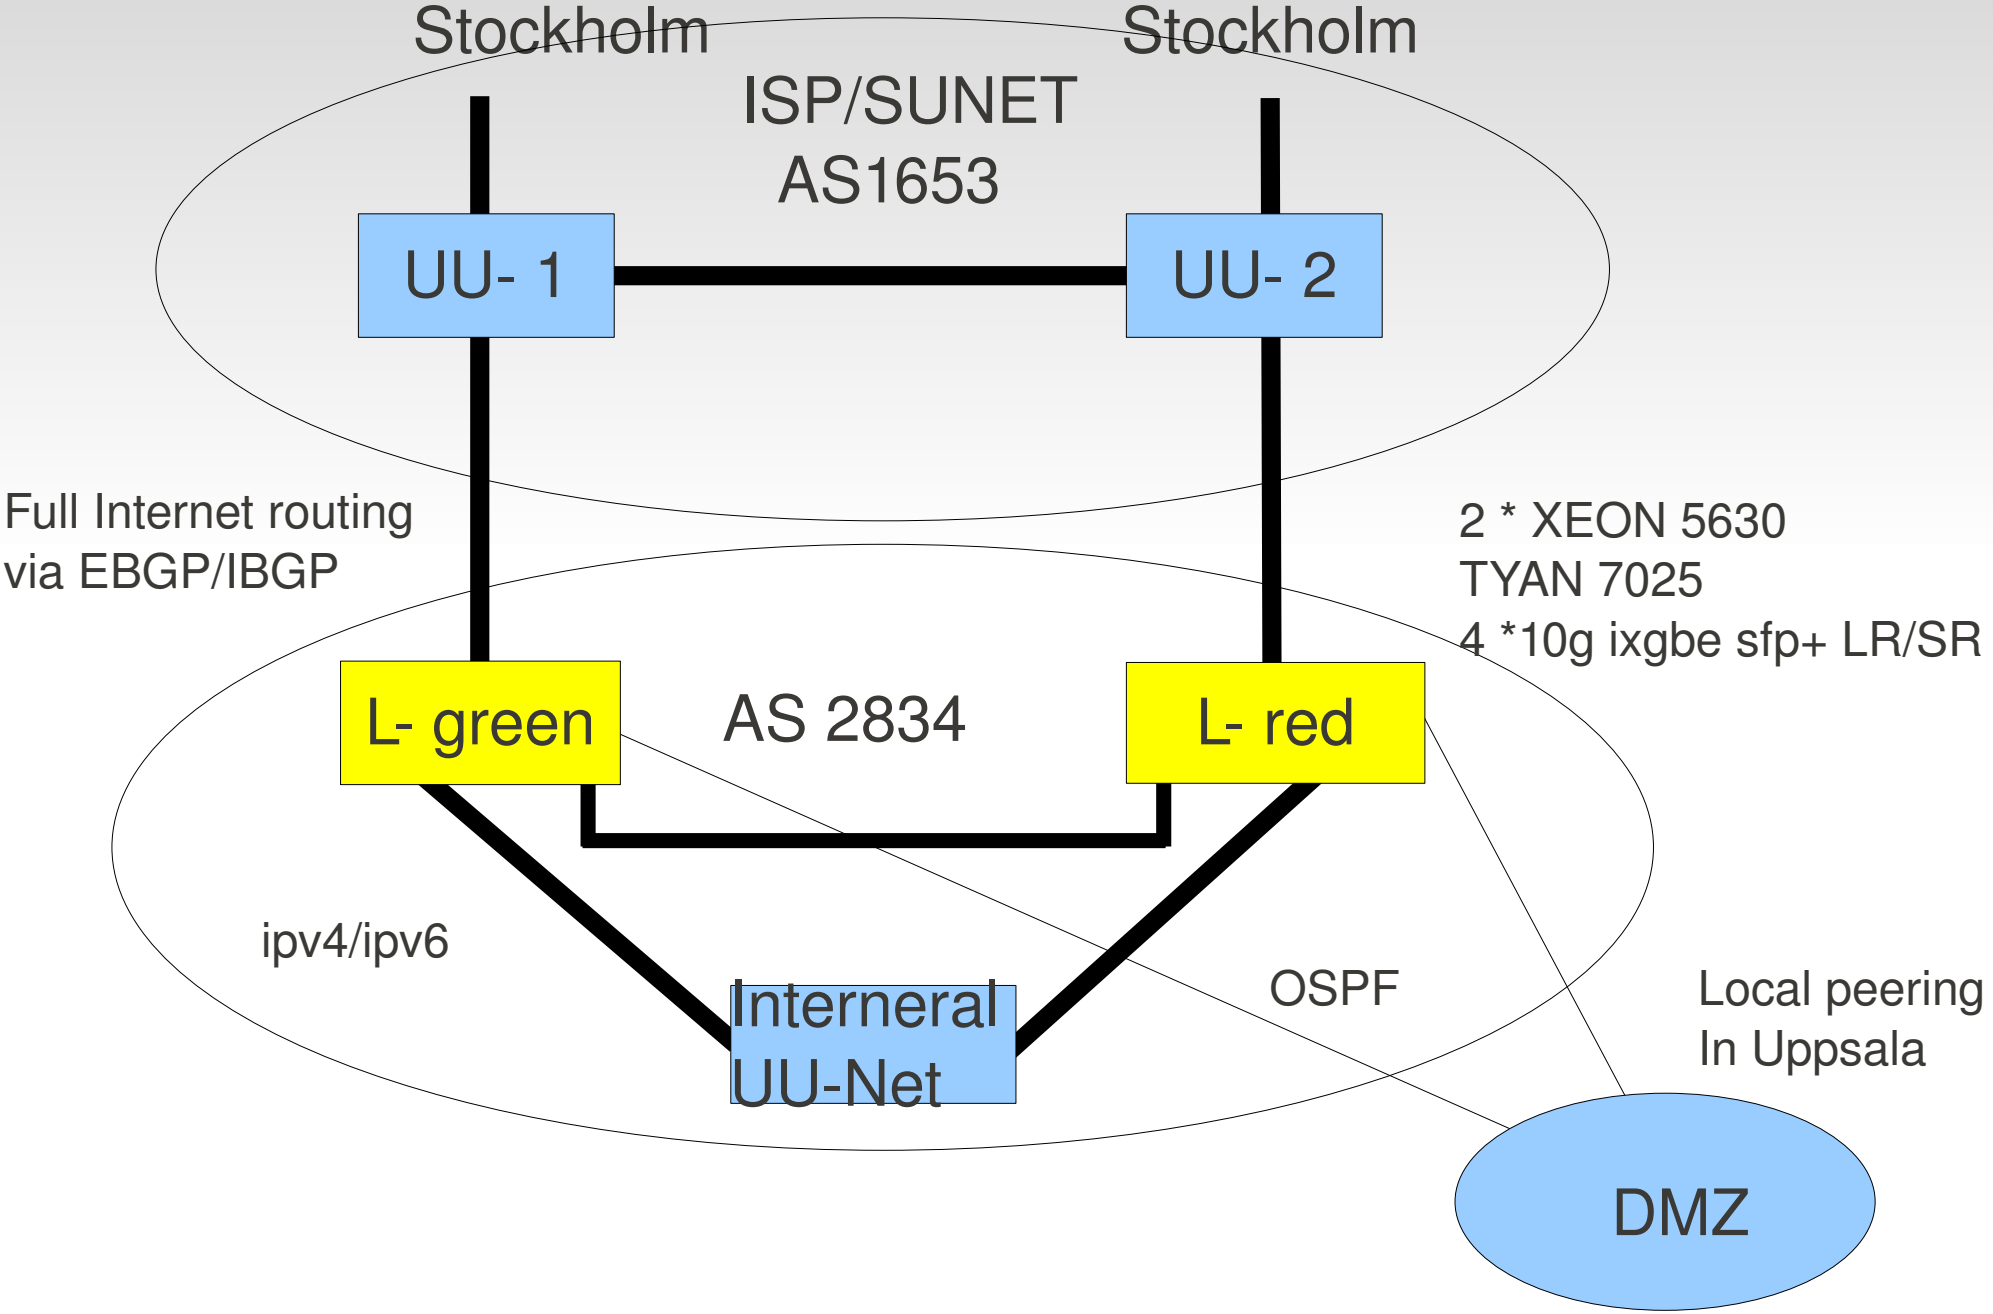 Stockholm
Stockholm
ISP/SUNET
AS1653
UU- 1
UU- 2
Full Internet routing
via EBGP/IBGP
2 * XEON 5630
TYAN 7025
4 *10g ixgbe sfp+ LR/SR
L- green
AS 2834
L- red
ipv4/ipv6
Interneral
UU-Net
OSPF
Local peering
In Uppsala
DMZ